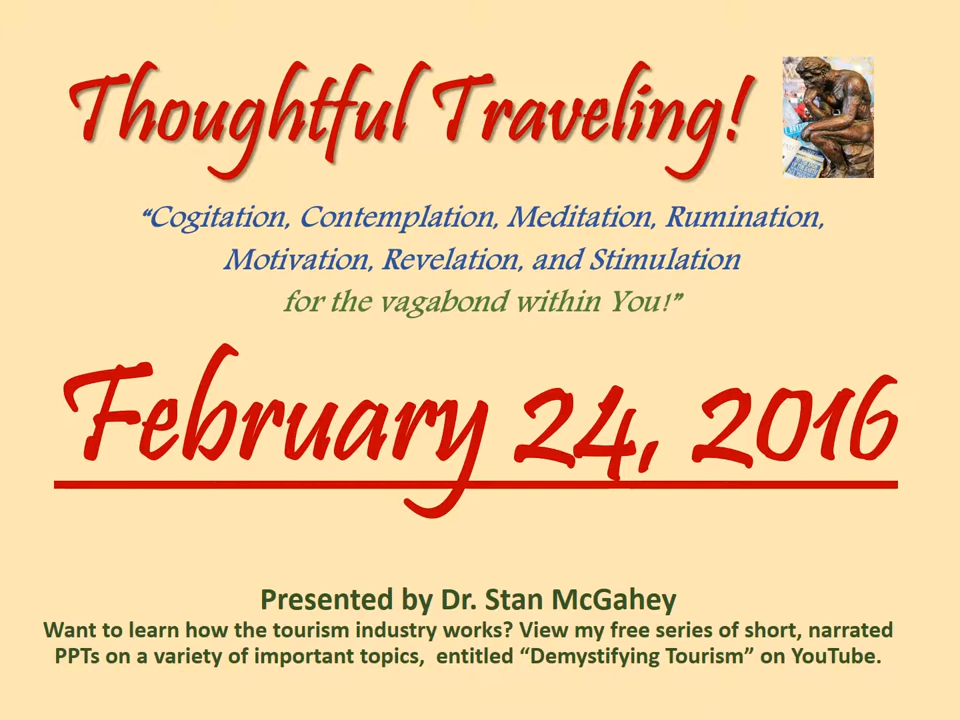 Thoughtful Traveling!
“Cogitation, Contemplation, Meditation, Rumination,
Motivation, Revelation, and Stimulation
for the vagabond within You!”
February 24, 2016
Presented by Dr. Stan McGahey
Want to learn how the tourism industry works? View my free series of short, narrated
PPTs on a variety of important topics,  entitled “Demystifying Tourism” on YouTube.